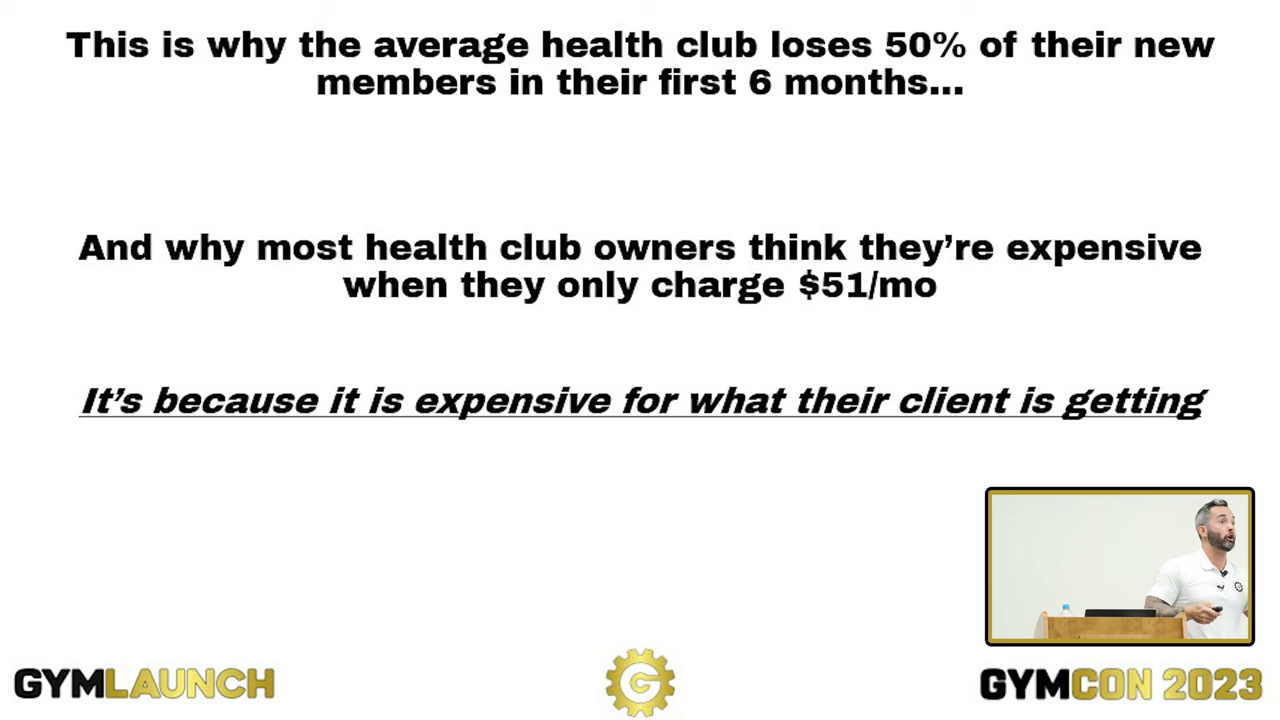 This is why the average health club loses 50% of their new
members in their first 6 months...
And why most health club owners think they’re expensive
when they only charge $51/mo
It’s because it is expensive for what their client is getting
GYMLAUNCH
G
GYMCON 2023